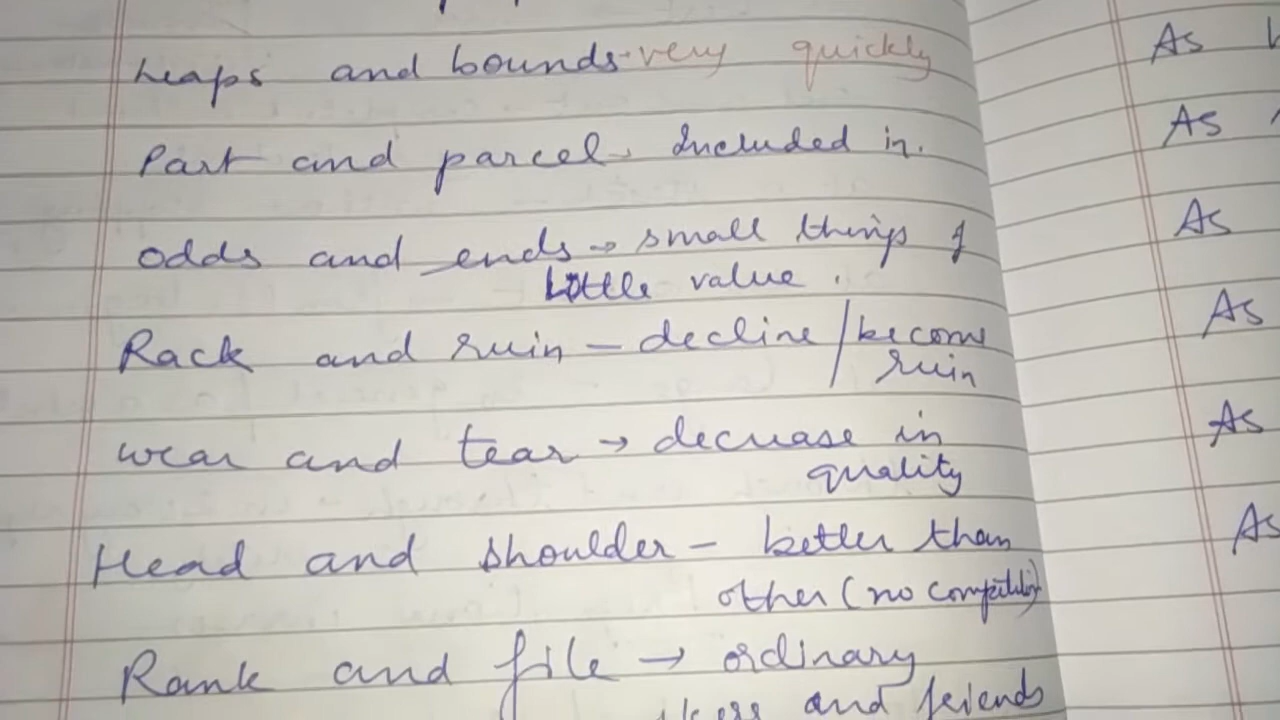 leaps and bounds-very quickly
Part and parcel. Included in.
odds and ends → small things of
little value.
Rack and ruin - decline / become
ruin
wear and tear → decrease in
quality
Head and shoulder - better than
other (no competition)
Rank and file → ordinary
and friends
As
As
As
As
As
As